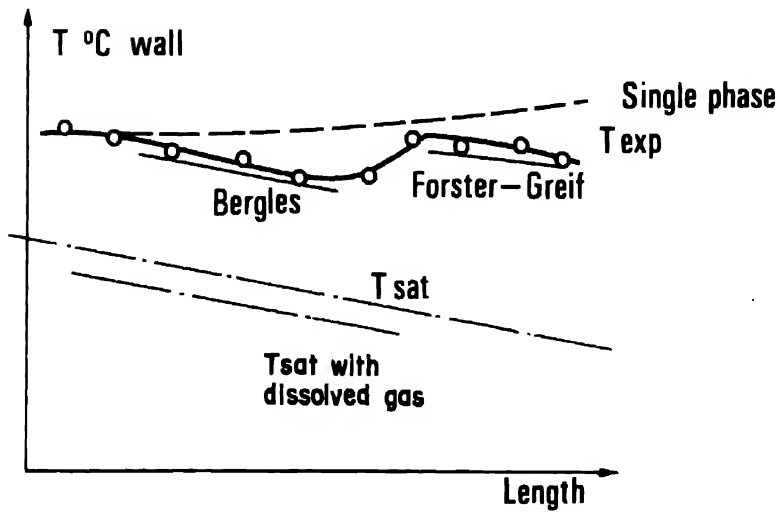 T °C wall
Single phase
T exp
Bergles
Forster-Greif
T sat
Tsat with
dissolved gas
Length